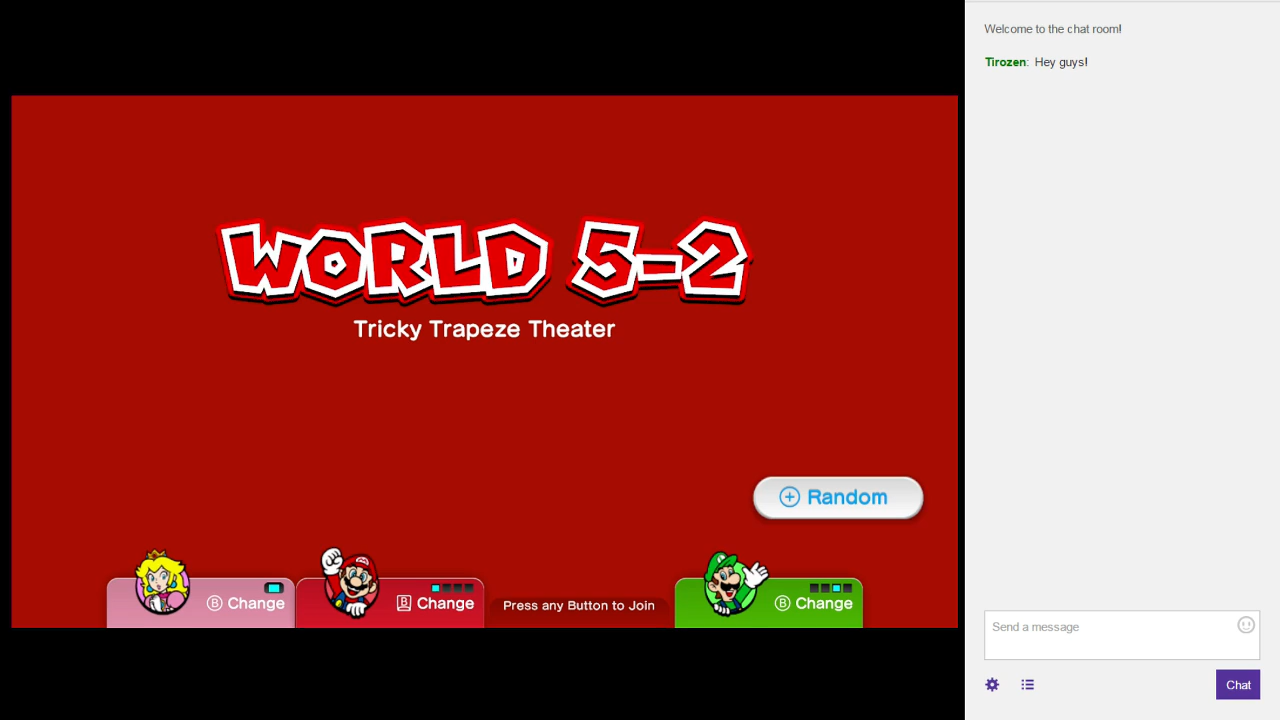 WORLD 5-2
Tricky Trapeze Theater
+ Random
B Change
B Change
Press any Button to Join
B Change
Welcome to the chat room!
Tirozen: Hey guys!
Send a message
Chat